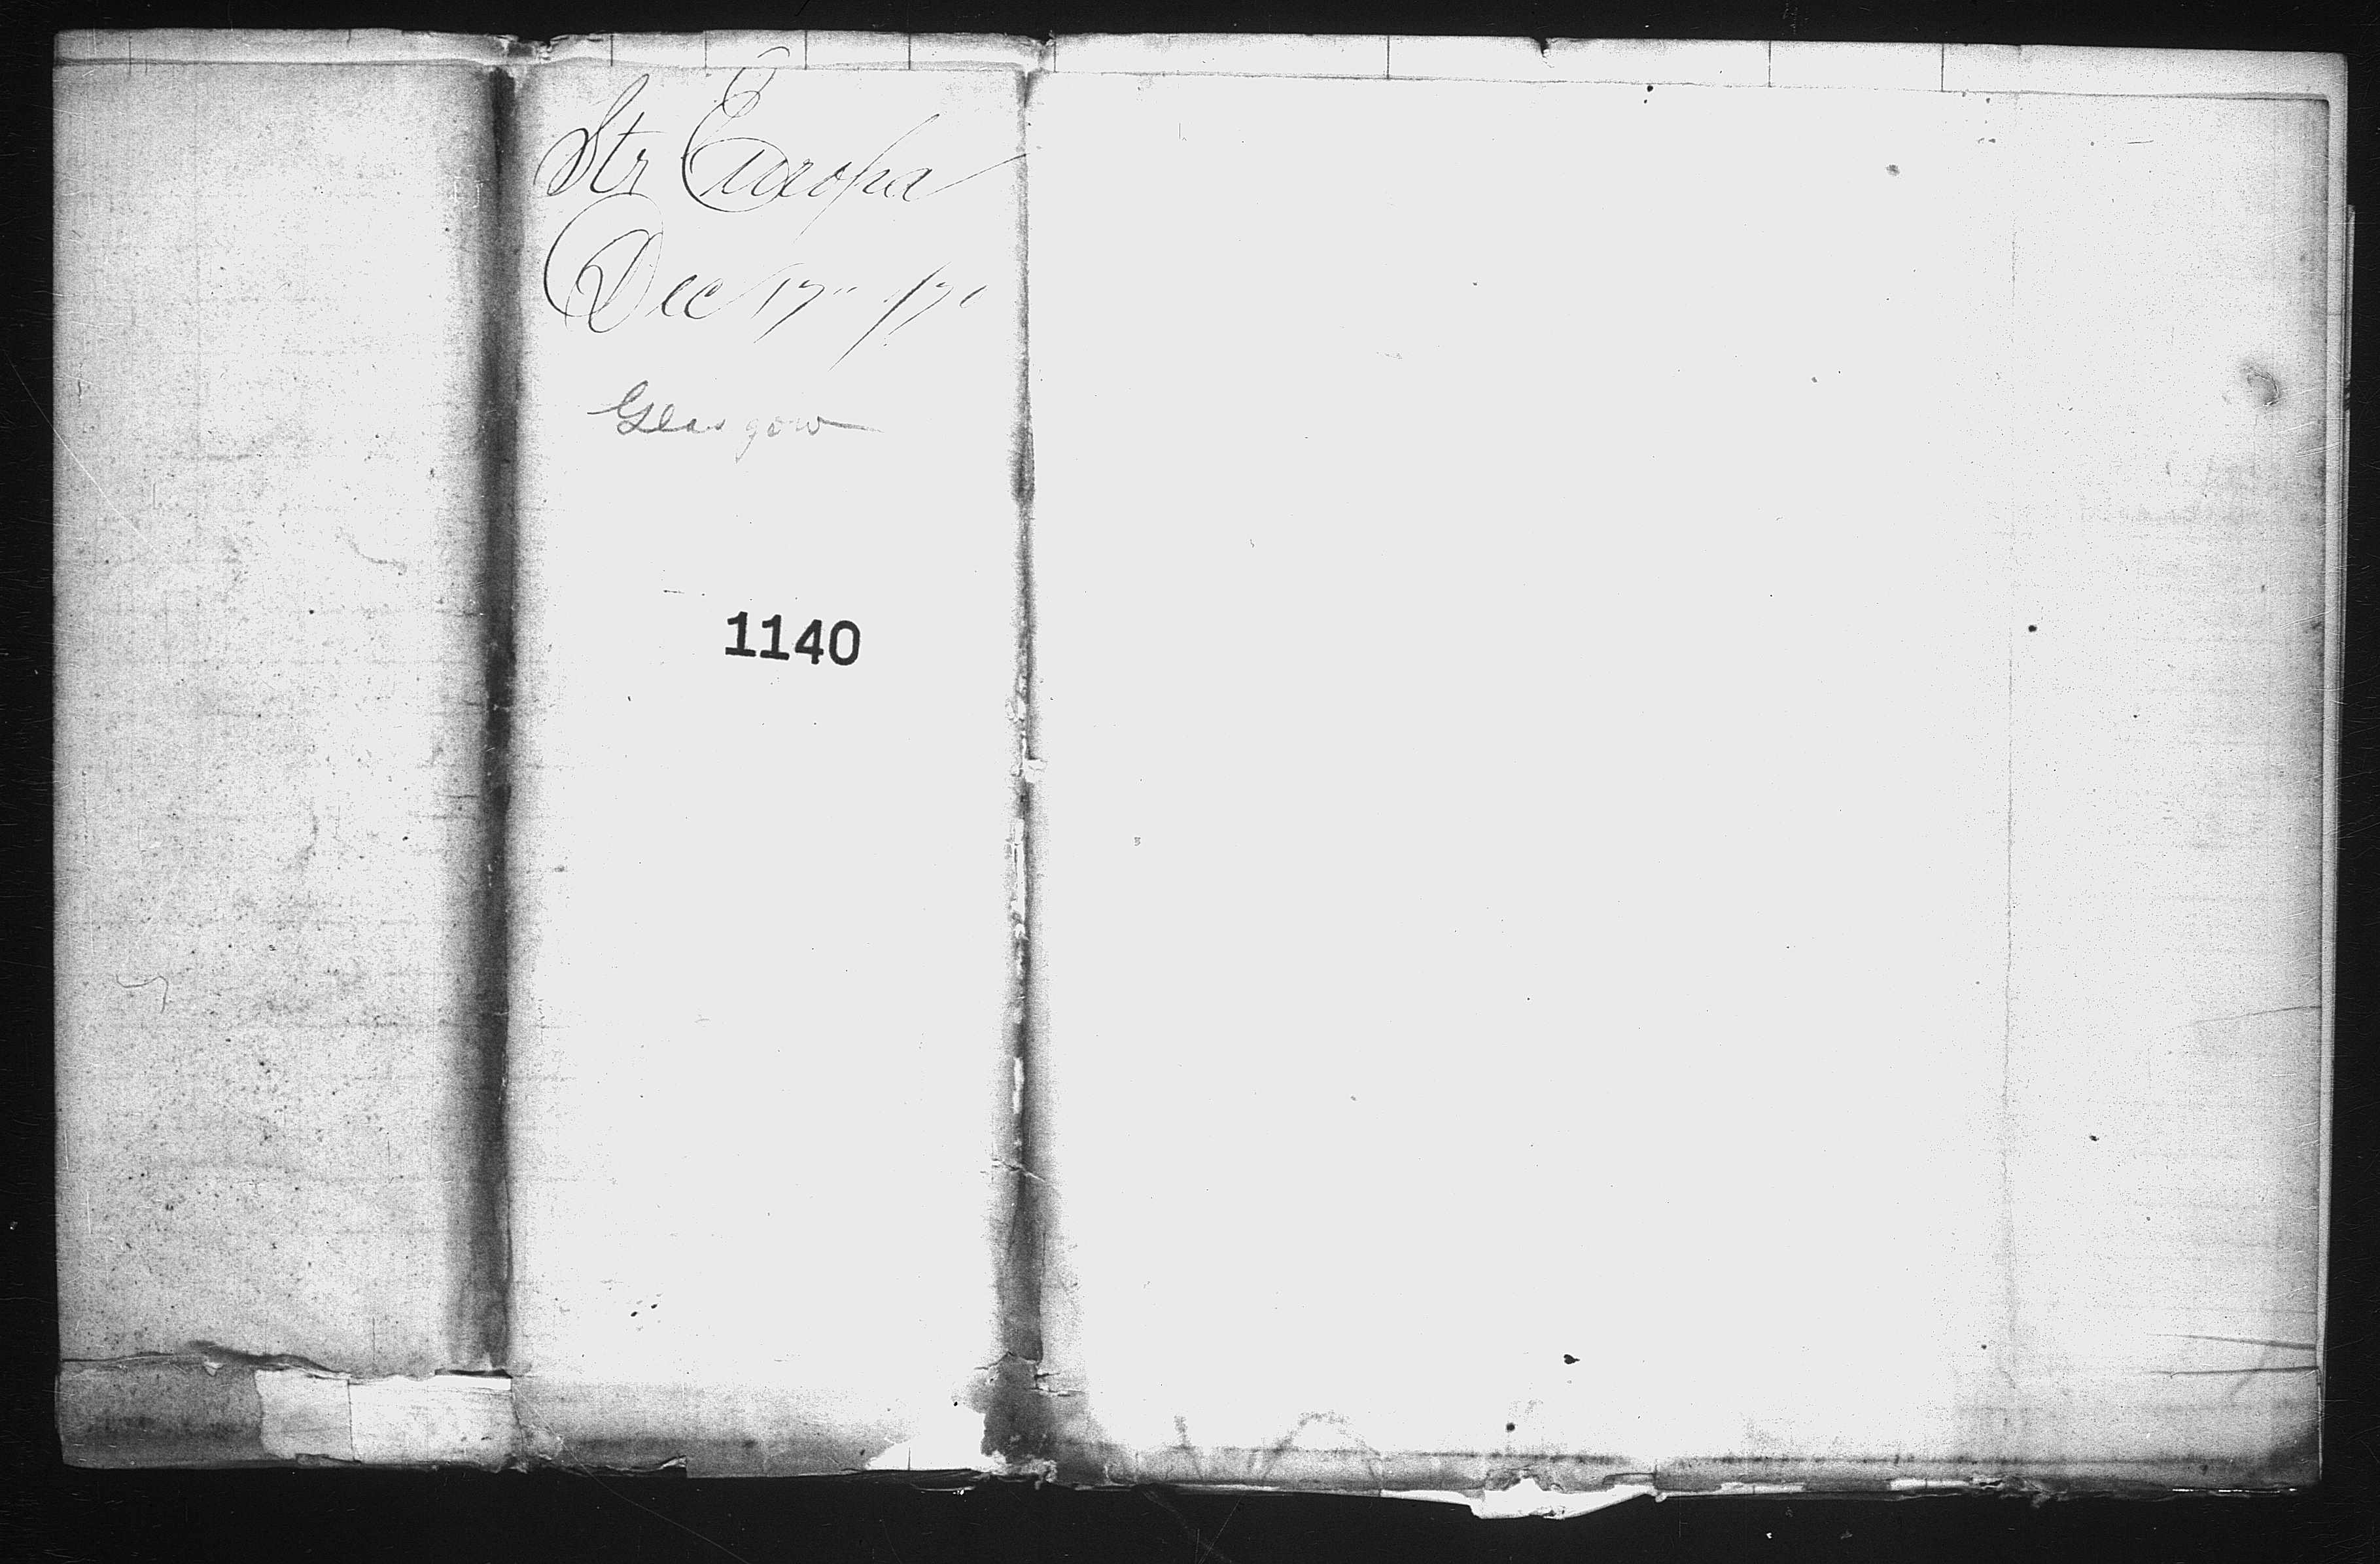 Str Europa
Dec 17" /70
Glasgow
1140